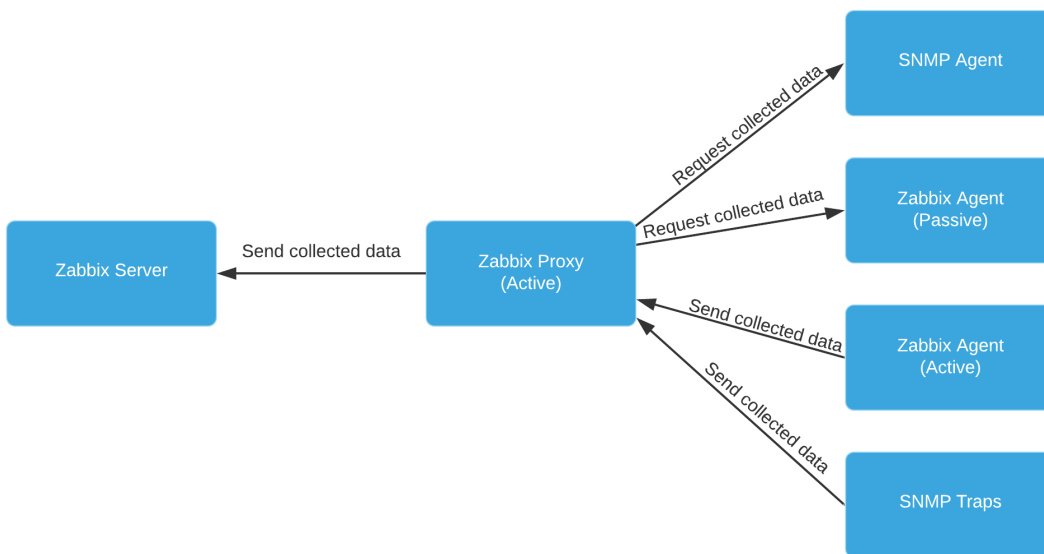 SNMP Agent
Request collected data
Zabbix Agent
(Passive)
Request collected data
Zabbix Server
Send collected data
Zabbix Proxy
(Active)
Send collected data
Zabbix Agent
(Active)
Send collected data
SNMP Traps